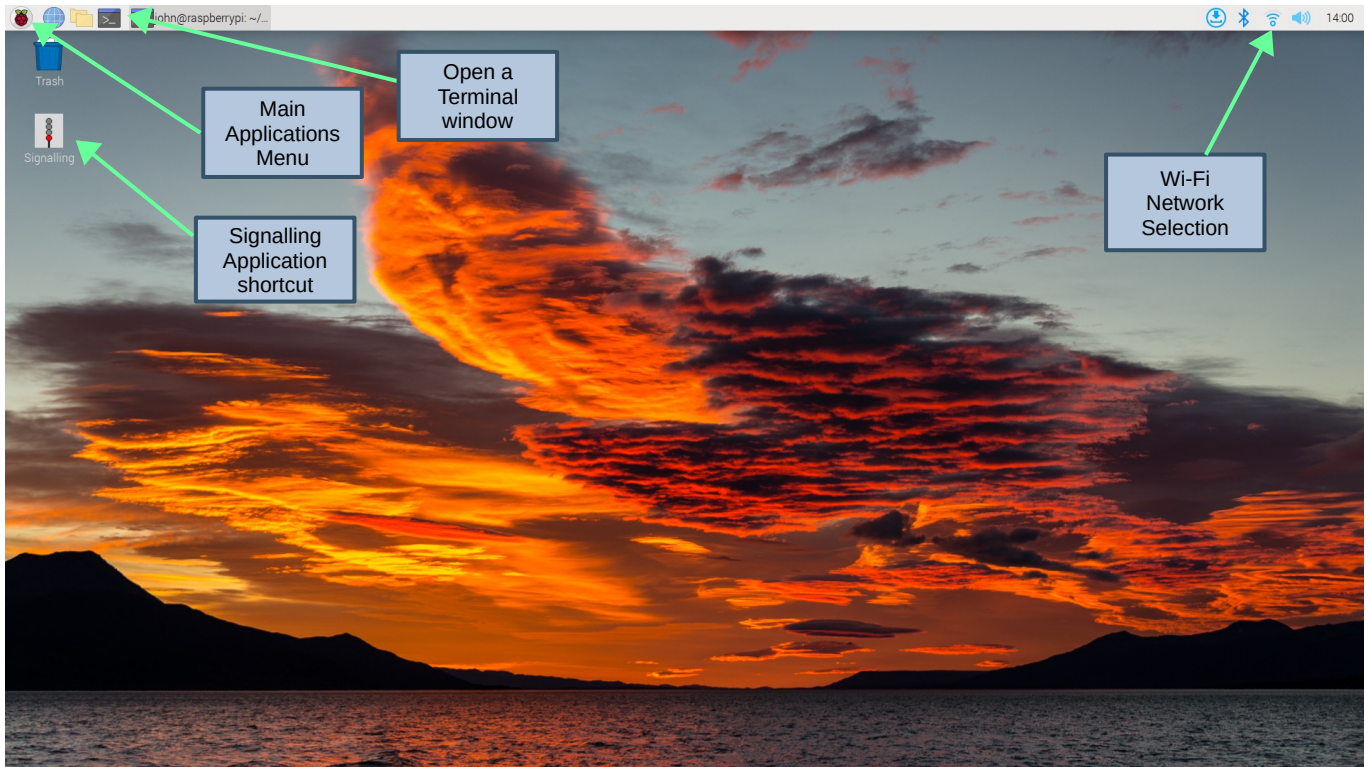 john@raspberrypi: ~/...
14:00
Trash
Signalling
Main
Applications
Menu
Open a
Terminal
window
Signalling
Application
shortcut
Wi-Fi
Network
Selection